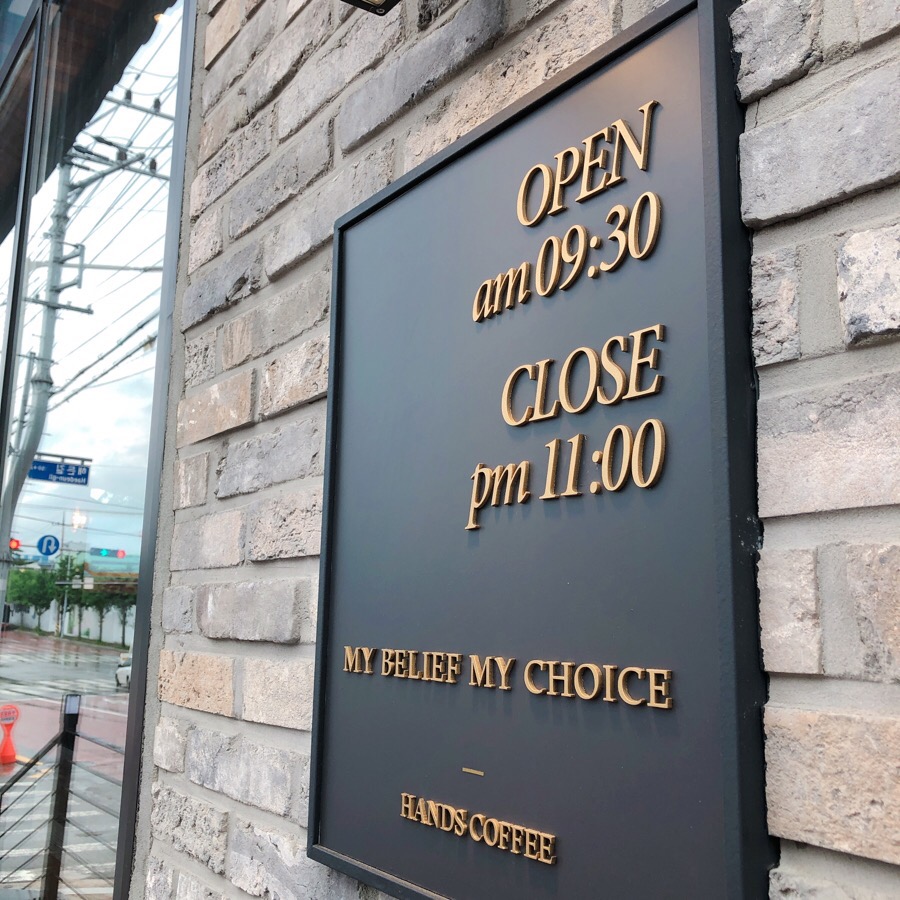 OPEN
am 09:30
CLOSE
pm 11:00
MY BELIEF MY CHOICE
HANDS COFFEE